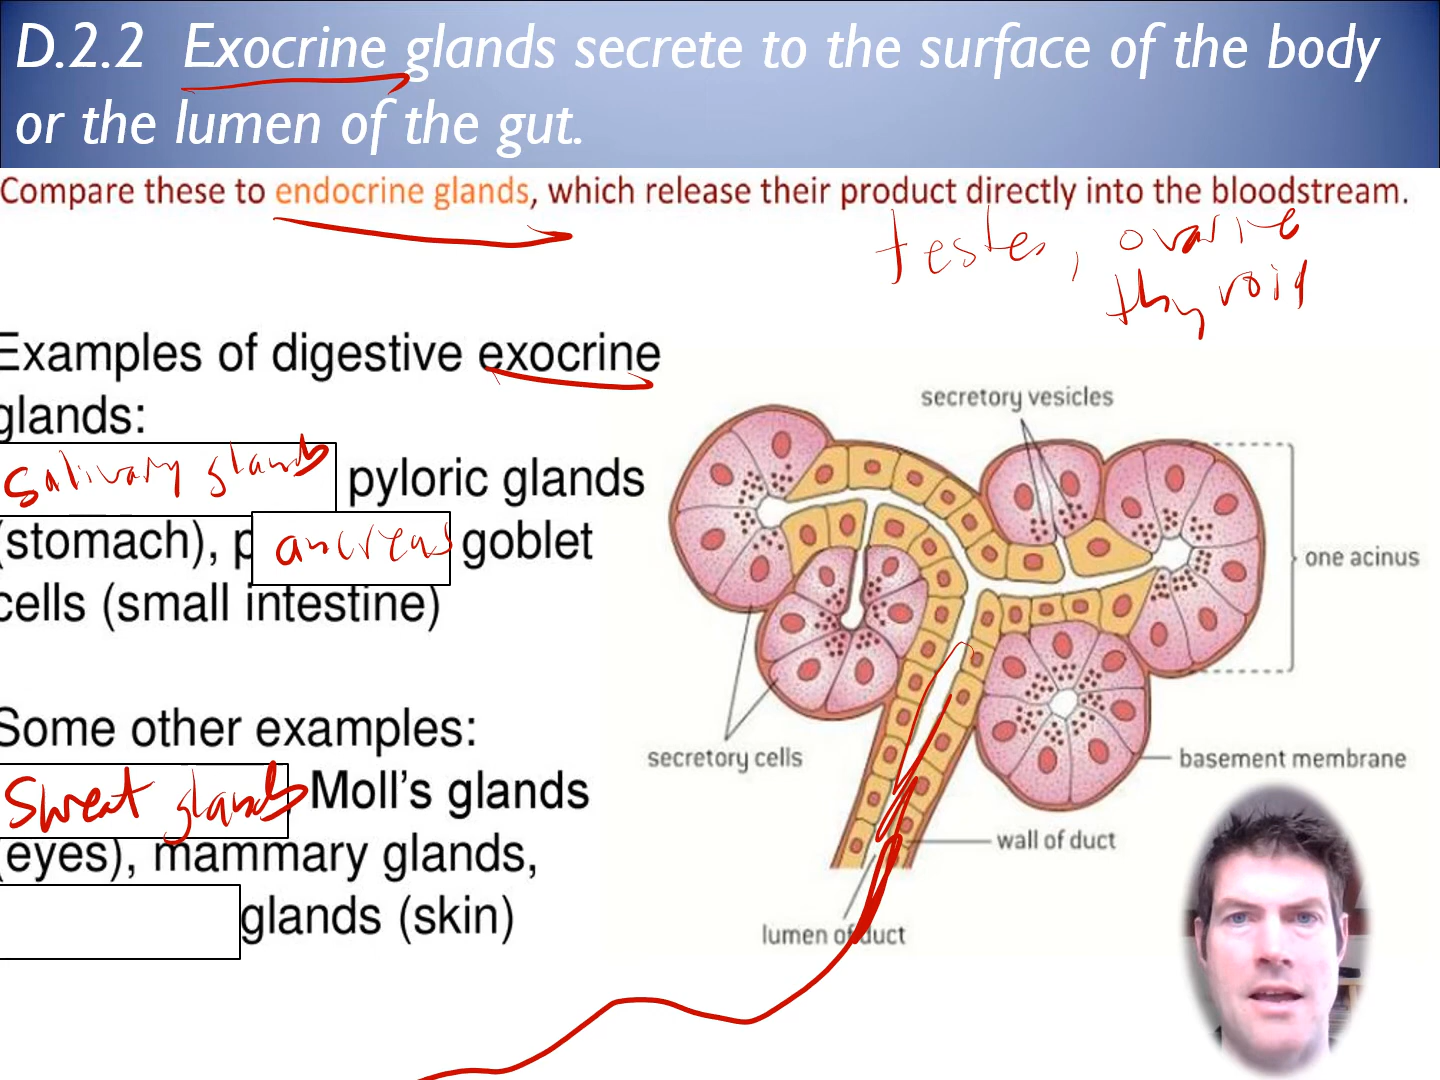 D.2.2 Exocrine glands secrete to the surface of the body
or the lumen of the gut.
Compare these to endocrine glands, which release their product directly into the bloodstream.
testes, ovarie
thyroid
Examples of digestive exocrine
glands:
Salivary glands pyloric glands
(stomach), pancreas goblet
cells (small intestine)
Some other examples:
Sweat glands Moll's glands
(eyes), mammary glands,
glands (skin)
secretory vesicles
one acinus
secretory cells
basement membrane
wall of duct
lumen of duct